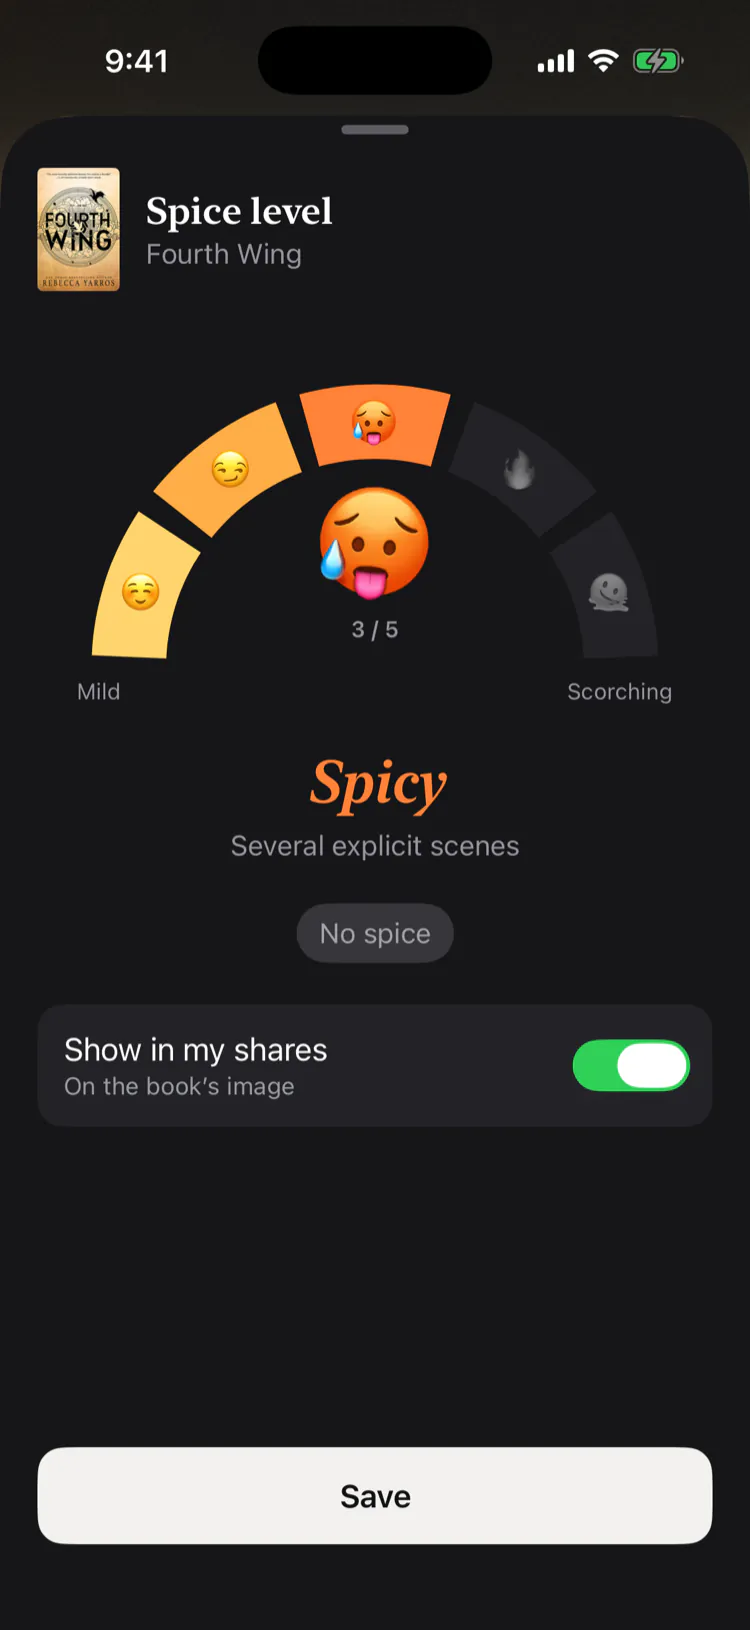 9:41
FOURTH
WING
REBECCA YARROS
Spice level
Fourth Wing
3 / 5
Mild
Scorching
Spicy
Several explicit scenes
No spice
Show in my shares
On the book’s image
Save